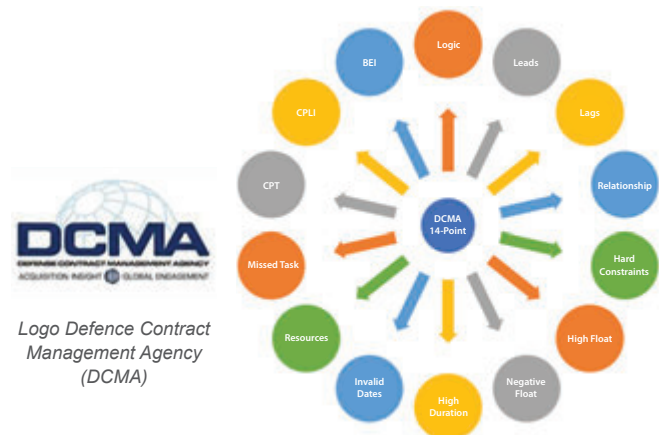 Logic
Leads
Lags
Relationship
Hard
Constraints
High Float
Negative
Float
High
Duration
Invalid
Dates
Resources
Missed Task
CPT
CPLI
BEI
DCMA
14-Point
DCMA
DEFENSE CONTRACT MANAGEMENT AGENCY
ACQUISITION INSIGHT GLOBAL ENGAGEMENT
Logo Defence Contract
Management Agency
(DCMA)